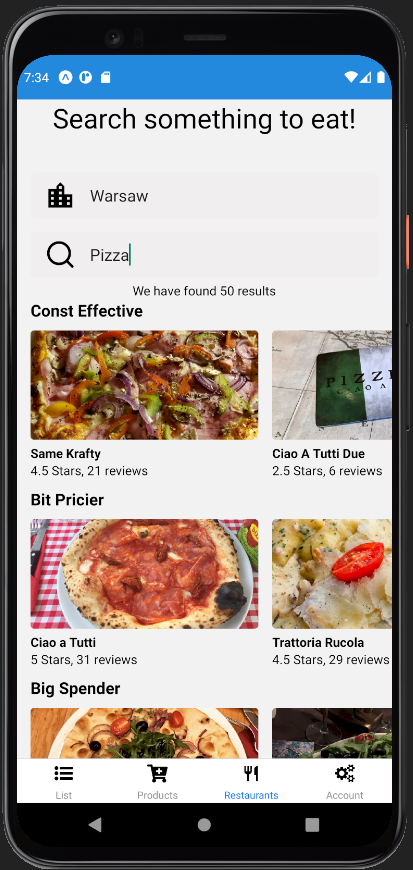 7:34
Search something to eat!
Warsaw
Pizza
We have found 50 results
Const Effective
Same Krafty
4.5 Stars, 21 reviews
Ciao A Tutti Due
2.5 Stars, 6 reviews
Bit Pricier
Ciao a Tutti
5 Stars, 31 reviews
Trattoria Rucola
4.5 Stars, 29 reviews
Big Spender
List
Products
Restaurants
Account